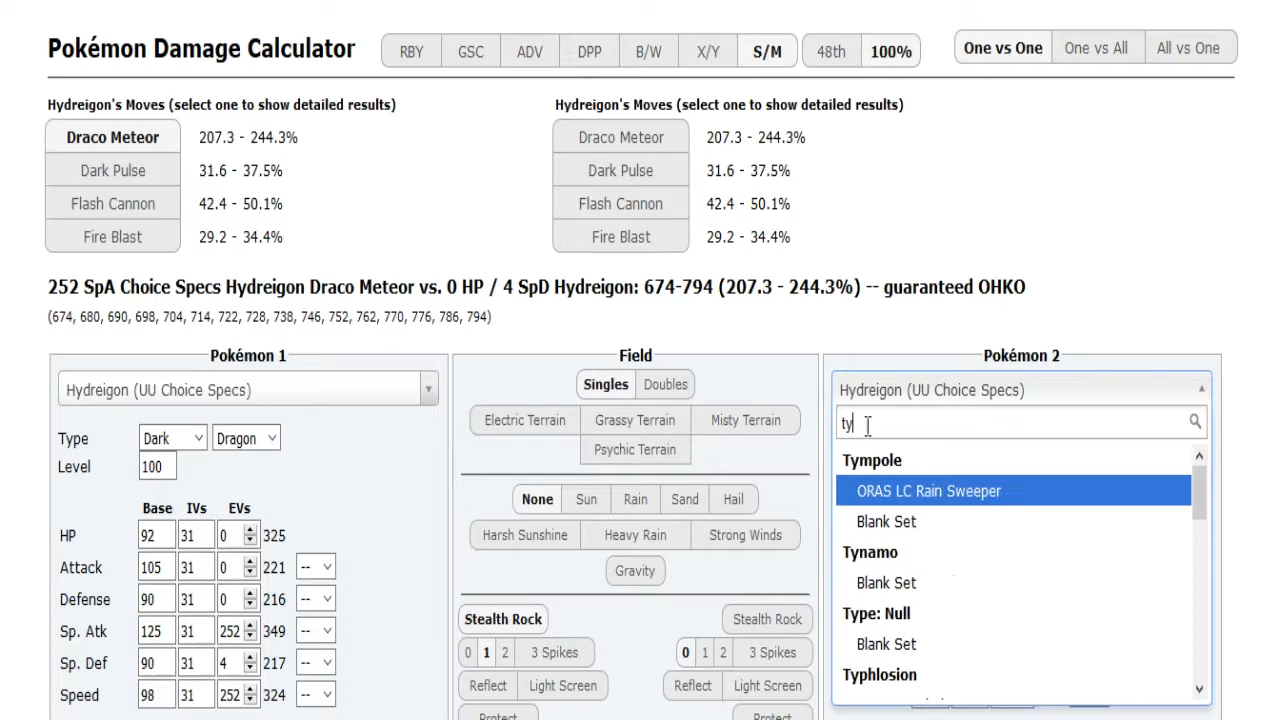 Pokémon Damage Calculator RBY GSC ADV DPP B/W X/Y S/M 48th 100% One vs One One vs All All vs One
Hydreigon's Moves (select one to show detailed results) Hydreigon's Moves (select one to show detailed results)
Draco Meteor 207.3 - 244.3% Draco Meteor 207.3 - 244.3%
Dark Pulse 31.6 - 37.5% Dark Pulse 31.6 - 37.5%
Flash Cannon 42.4 - 50.1% Flash Cannon 42.4 - 50.1%
Fire Blast 29.2 - 34.4% Fire Blast 29.2 - 34.4%
252 SpA Choice Specs Hydreigon Draco Meteor vs. 0 HP / 4 SpD Hydreigon: 674-794 (207.3 - 244.3%) -- guaranteed OHKO
(674, 680, 690, 698, 704, 714, 722, 728, 738, 746, 752, 762, 770, 776, 786, 794)
Pokémon 1
Hydreigon (UU Choice Specs)
Type Dark Dragon
Level 100
Base IVs EVs
HP 92 31 0 325
Attack 105 31 0 221 --
Defense 90 31 0 216 --
Sp. Atk 125 31 252 349 --
Sp. Def 90 31 4 217 --
Speed 98 31 252 324 --
Field
Singles Doubles
Electric Terrain Grassy Terrain Misty Terrain
Psychic Terrain
None Sun Rain Sand Hail
Harsh Sunshine Heavy Rain Strong Winds
Gravity
Stealth Rock Stealth Rock
0 1 2 3 Spikes 0 1 2 3 Spikes
Reflect Light Screen Reflect Light Screen
Protect Protect
Pokémon 2
Hydreigon (UU Choice Specs)
ty
Tympole
ORAS LC Rain Sweeper
Blank Set
Tynamo
Blank Set
Type: Null
Blank Set
Typhlosion